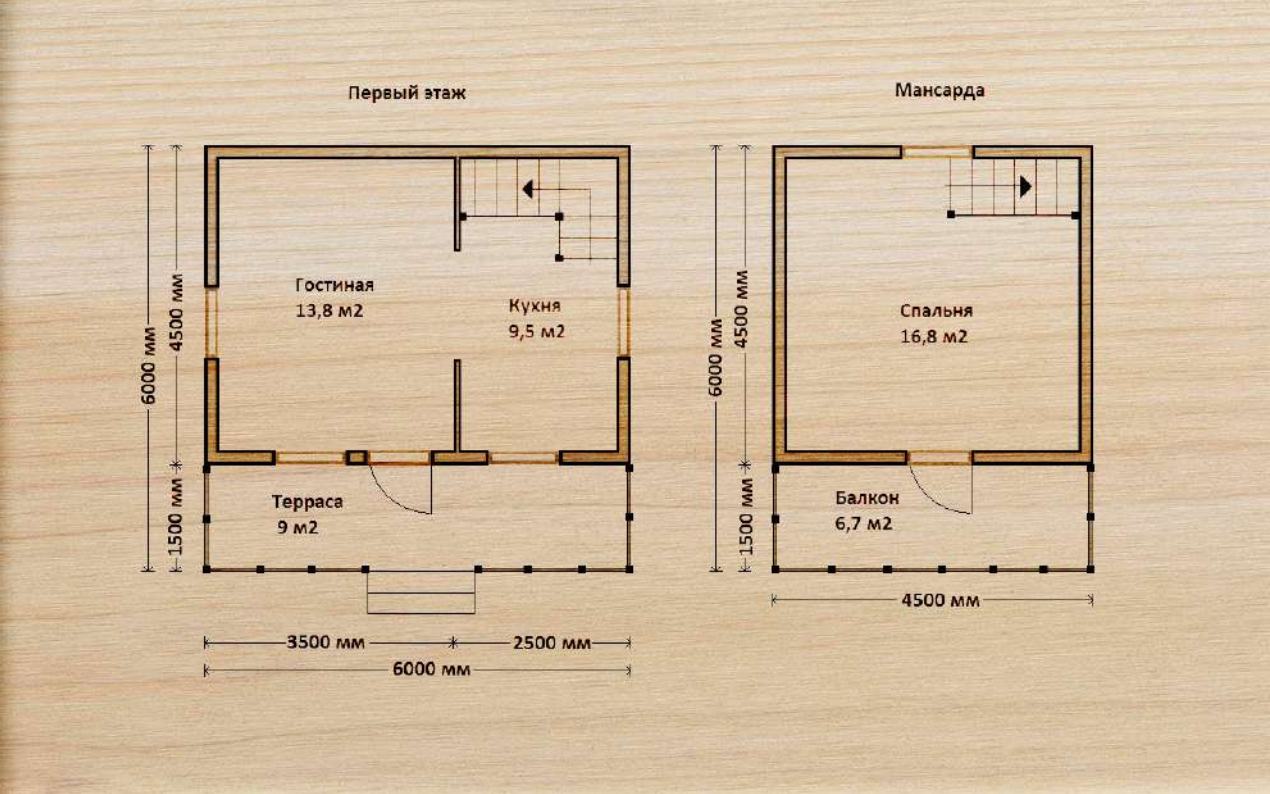 Первый этаж
Мансарда
6000 мм
4500 мм
1500 мм
Гостиная
13,8 м2
Кухня
9,5 м2
Терраса
9 м2
3500 мм
2500 мм
6000 мм
6000 мм
4500 мм
1500 мм
Спальня
16,8 м2
Балкон
6,7 м2
4500 мм